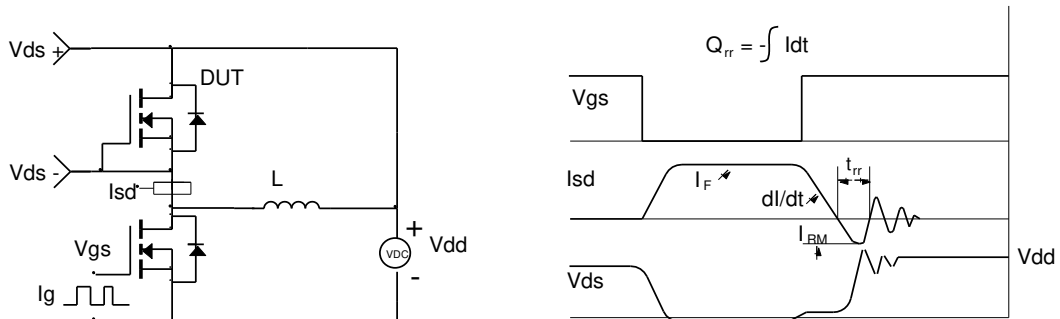 Vds +
DUT
Vds -
Isd
L
Vgs
+
VDC
Vdd
-
Ig
Qrr = -∫ Idt
Vgs
Isd
IF
dI/dt
trr
IRM
Vds
Vdd